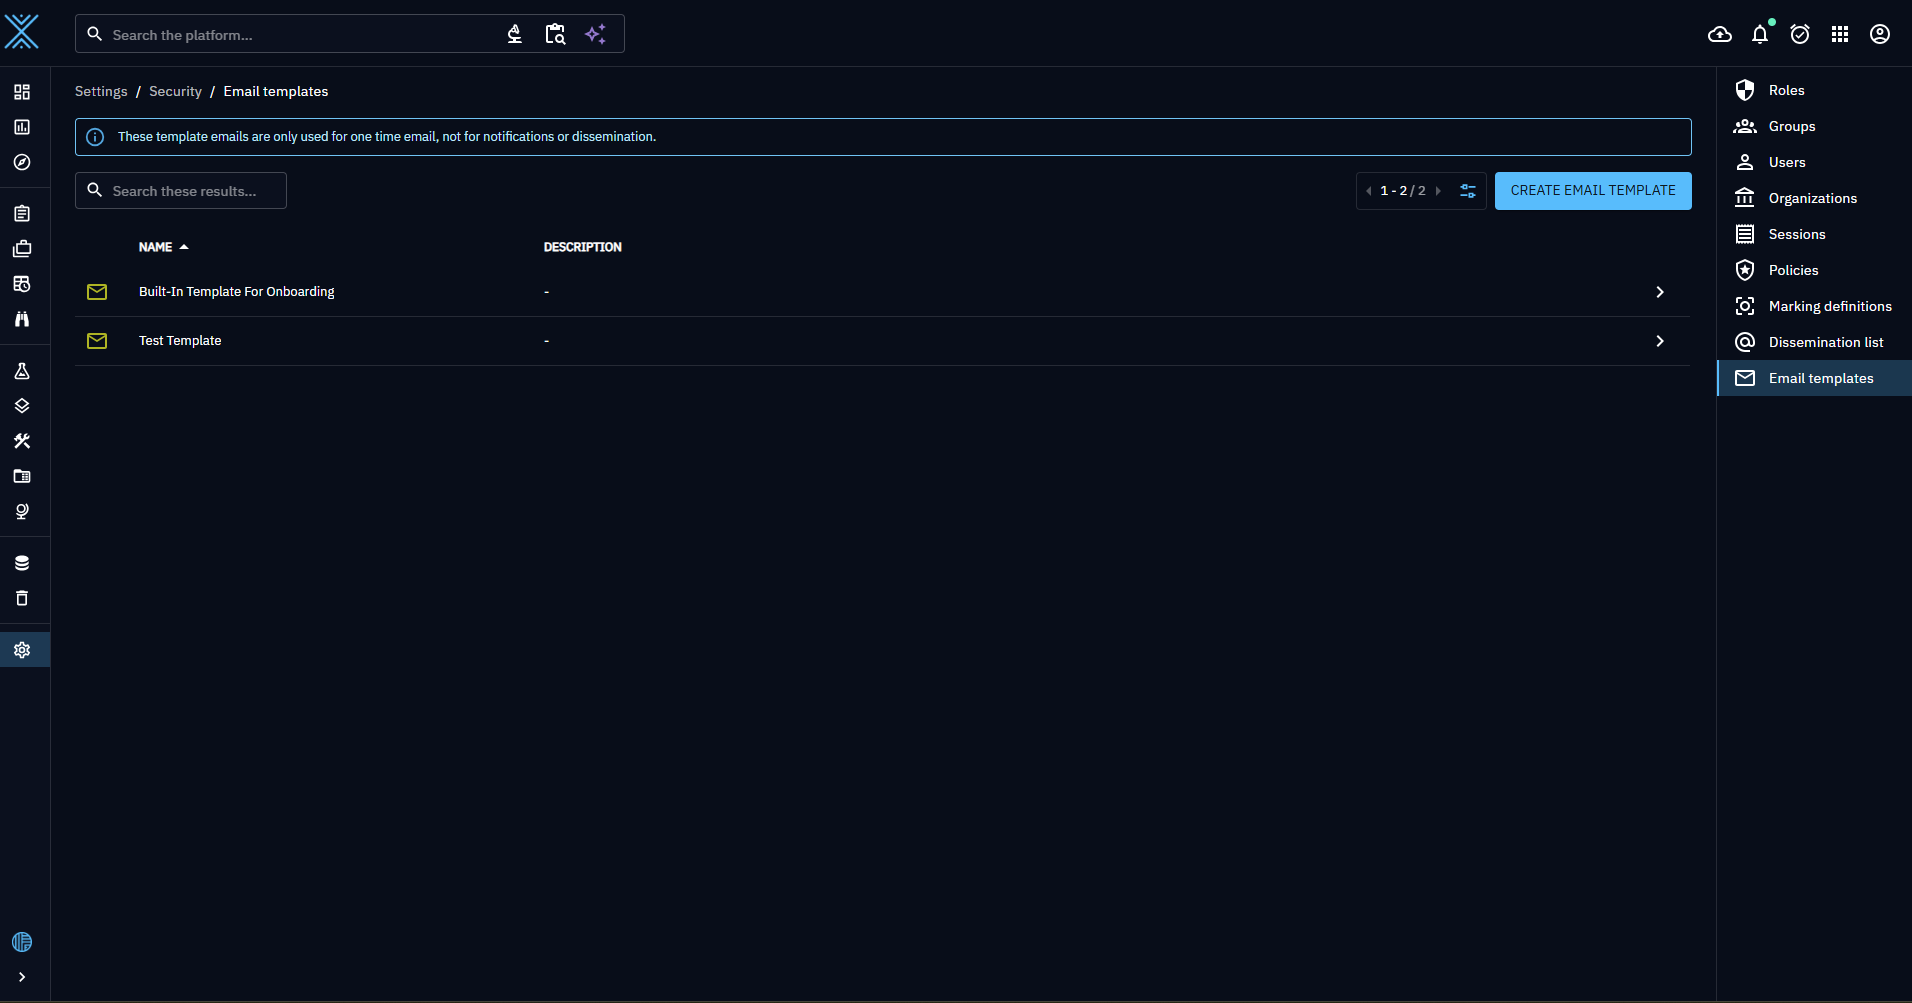 Search the platform...
Settings / Security / Email templates
These template emails are only used for one time email, not for notifications or dissemination.
Search these results...
1 - 2 / 2
CREATE EMAIL TEMPLATE
NAME DESCRIPTION
Built-In Template For Onboarding -
Test Template -
Roles
Groups
Users
Organizations
Sessions
Policies
Marking definitions
Dissemination list
Email templates